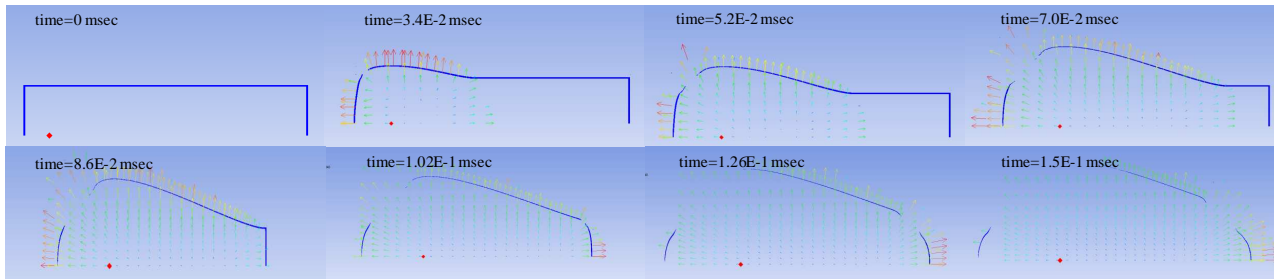 time=0 msec
time=3.4E-2 msec
time=5.2E-2 msec
time=7.0E-2 msec
time=8.6E-2 msec
time=1.02E-1 msec
time=1.26E-1 msec
time=1.5E-1 msec